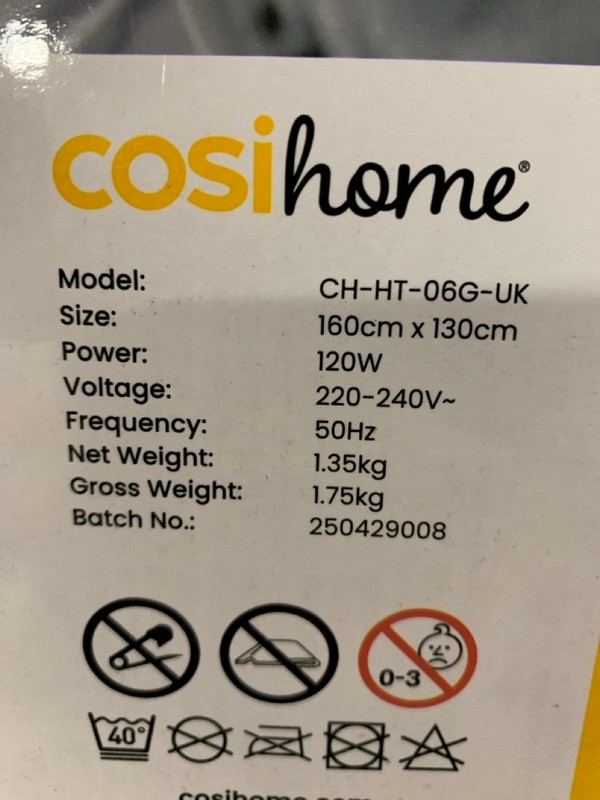 cosihome®
Model: CH-HT-06G-UK
Size: 160cm x 130cm
Power: 120W
Voltage: 220-240V~
Frequency: 50Hz
Net Weight: 1.35kg
Gross Weight: 1.75kg
Batch No.: 250429008
0-3
40°